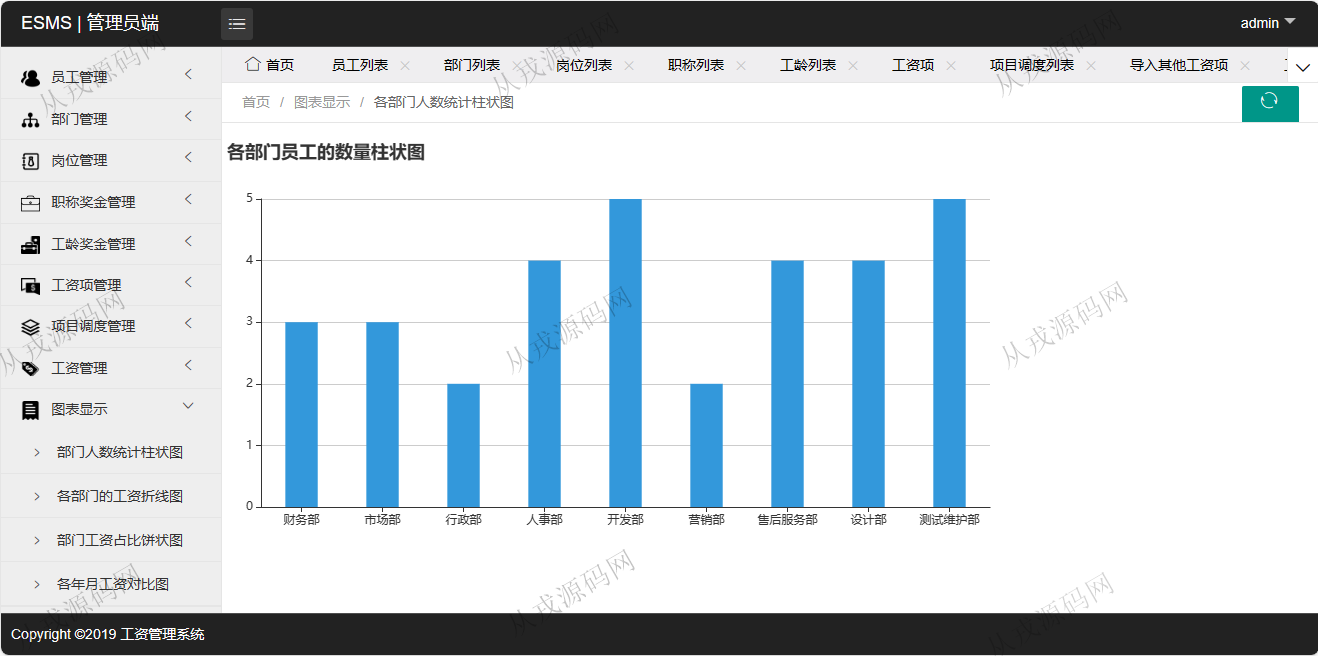 ESMS | 管理员端
admin
员工管理
部门管理
岗位管理
职称奖金管理
工龄奖金管理
工资项管理
项目调度管理
工资管理
图表显示
部门人数统计柱状图
各部门的工资折线图
部门工资占比饼状图
各年月工资对比图
首页 员工列表 部门列表 岗位列表 职称列表 工龄列表 工资项 项目调度列表 导入其他工资项
首页 / 图表显示 / 各部门人数统计柱状图
各部门员工的数量柱状图
5
4
3
2
1
0
财务部 市场部 行政部 人事部 开发部 营销部 售后服务部 设计部 测试维护部
Copyright ©2019 工资管理系统
从戎源码网
从戎源码网
从戎源码网
从戎源码网
从戎源码网
从戎源码网
从戎源码网
从戎源码网
从戎源码网